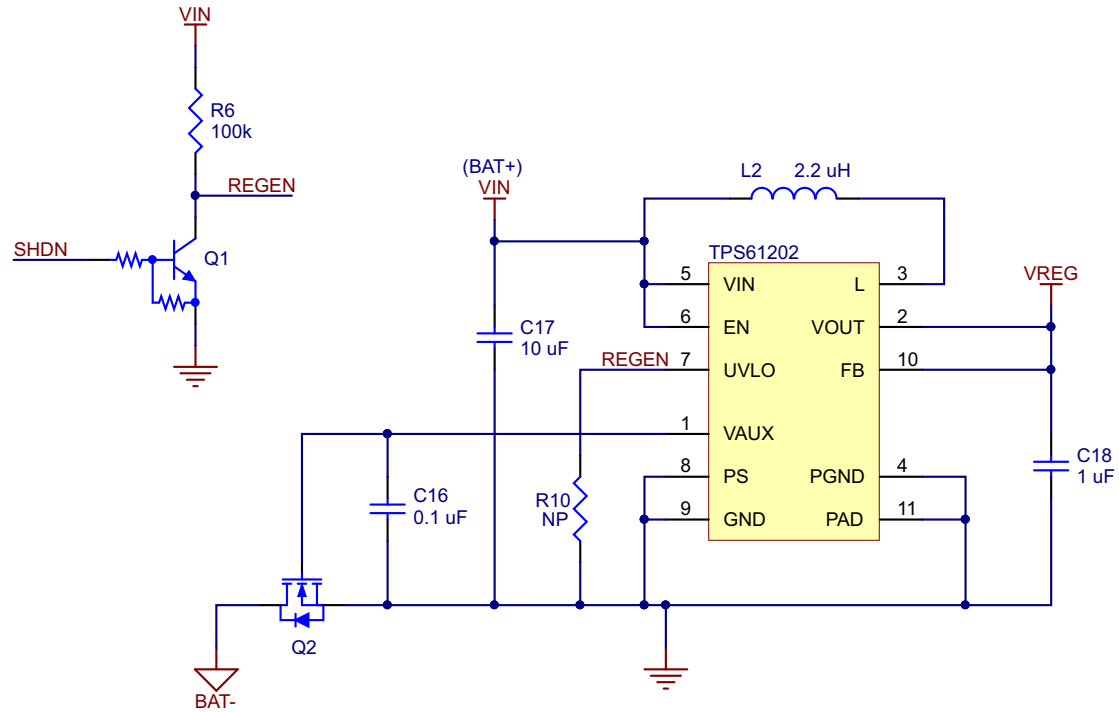 VIN
R6
100k
REGEN
SHDN
Q1
(BAT+)
VIN
L2 2.2 uH
TPS61202
5 VIN L 3
6 EN VOUT 2
REGEN 7 UVLO FB 10
1 VAUX
8 PS PGND 4
9 GND PAD 11
VREG
C17
10 uF
C18
1 uF
C16
0.1 uF
R10
NP
Q2
BAT-